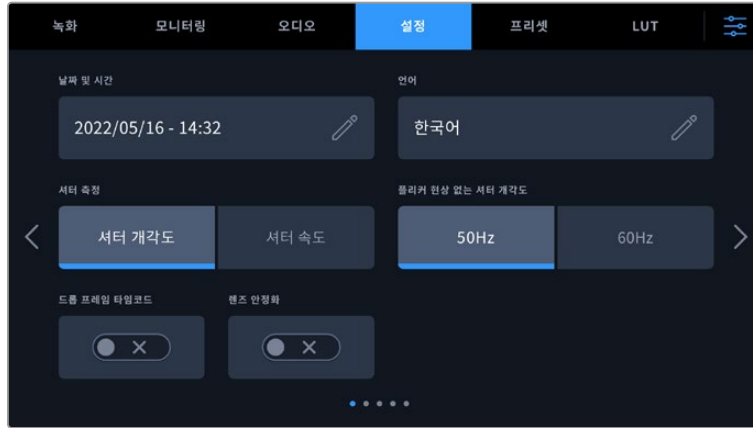 녹화 모니터링 오디오 설정 프리셋 LUT
날짜 및 시간 언어
2022/05/16 - 14:32 한국어
셔터 측정 플리커 현상 없는 셔터 개각도
셔터 개각도 셔터 속도 50Hz 60Hz
드롭 프레임 타임코드 렌즈 안정화